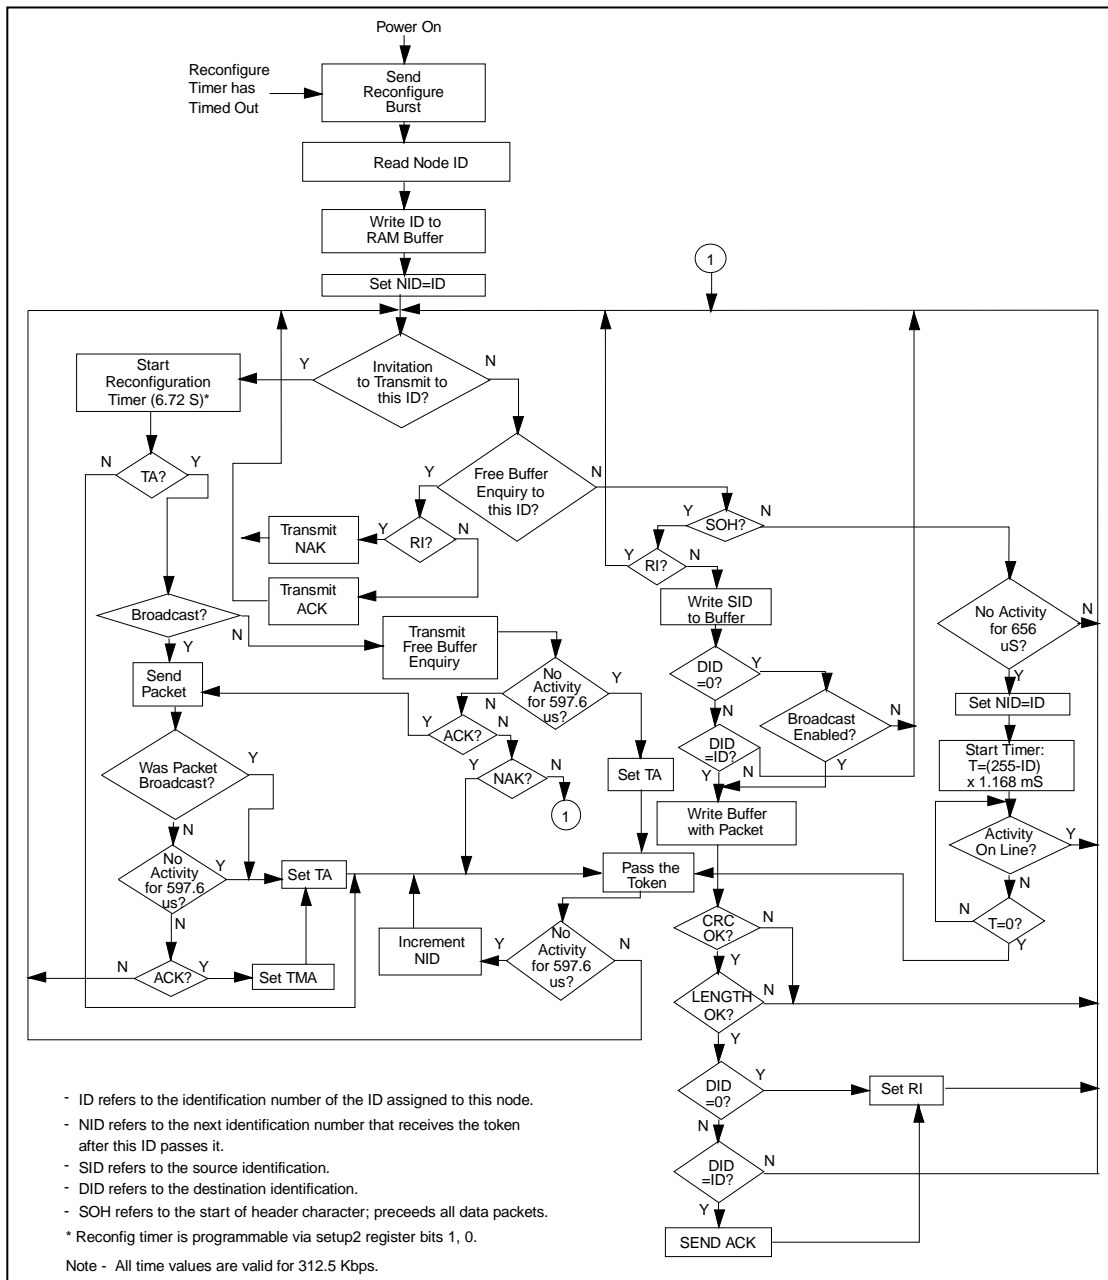 Power On
Reconfigure
Timer has
Timed Out
Send
Reconfigure
Burst
Read Node ID
Write ID to
RAM Buffer
1
Set NID=ID
Start
Reconfiguration
Timer (6.72 S)*
Y
Invitation
to Transmit to
this ID?
N
N
TA?
Y
Y
Free Buffer
Enquiry to
this ID?
N
Transmit
NAK
Y
RI?
N
Y
SOH?
N
Y
RI?
N
Transmit
ACK
Write SID
to Buffer
No Activity
for 656
uS?
N
Y
Broadcast?
N
Y
Transmit
Free Buffer
Enquiry
Send
Packet
No
Activity
for 597.6
us?
N
Y
DID
=0?
Y
N
Broadcast
Enabled?
N
Y
Set NID=ID
Y
ACK?
N
DID
=ID?
Y
N
Start Timer:
T=(255-ID)
x 1.168 mS
Was Packet
Broadcast?
Y
N
NAK?
Y
N
1
Set TA
Write Buffer
with Packet
Activity
On Line?
Y
N
No
Activity
for 597.6
us?
Y
N
Set TA
Pass the
Token
N
T=0?
Y
Increment
NID
Y
No
Activity
for 597.6
us?
N
CRC
OK?
N
Y
N
ACK?
Y
Set TMA
LENGTH
OK?
N
Y
DID
=0?
Y
N
Set RI
DID
=ID?
N
Y
SEND ACK
- ID refers to the identification number of the ID assigned to this node.
- NID refers to the next identification number that receives the token
after this ID passes it.
- SID refers to the source identification.
- DID refers to the destination identification.
- SOH refers to the start of header character; preceeds all data packets.
* Reconfig timer is programmable via setup2 register bits 1, 0.
Note - All time values are valid for 312.5 Kbps.